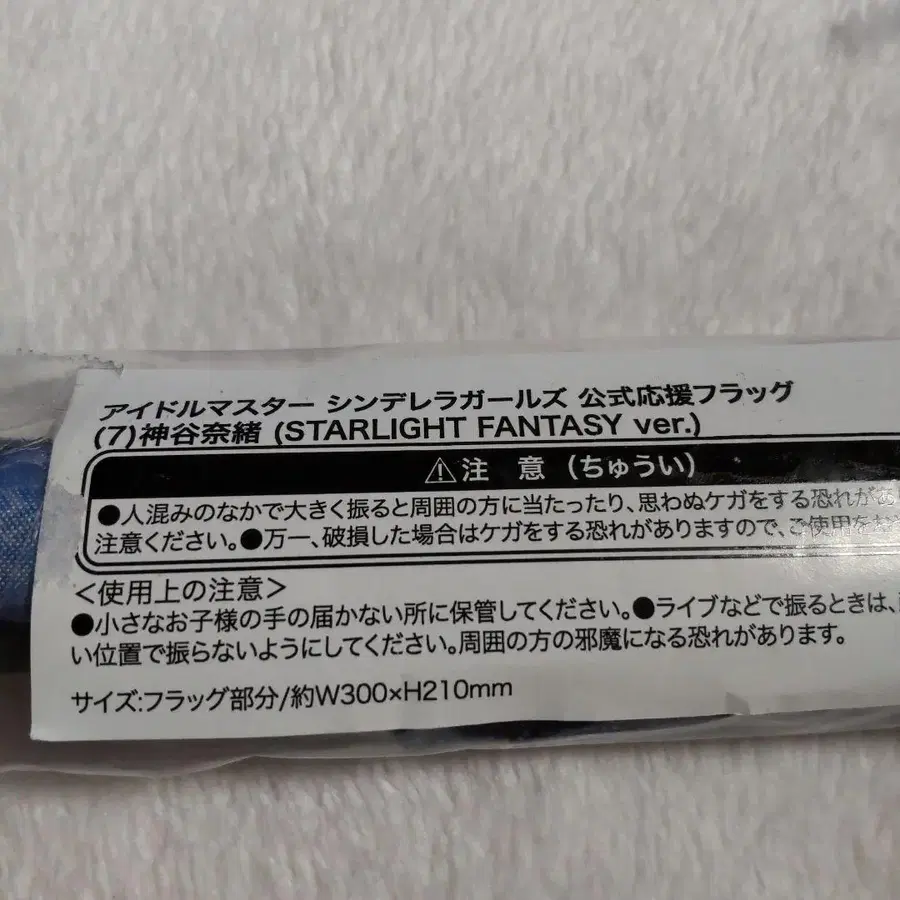 アイドルマスター シンデレラガールズ 公式応援フラッグ
(7)神谷奈緒 (STARLIGHT FANTASY ver.)
⚠注 意 (ちゅうい)
●人混みのなかで大きく振ると周囲の方に当たったり、思わぬケガをする恐れがあ
注意ください。●万一、破損した場合はケガをする恐れがありますので、ご使用を
<使用上の注意>
●小さなお子様の手の届かない所に保管してください。●ライブなどで振るときは、
い位置で振らないようにしてください。周囲の方の邪魔になる恐れがあります。
サイズ:フラッグ部分/約W300×H210mm